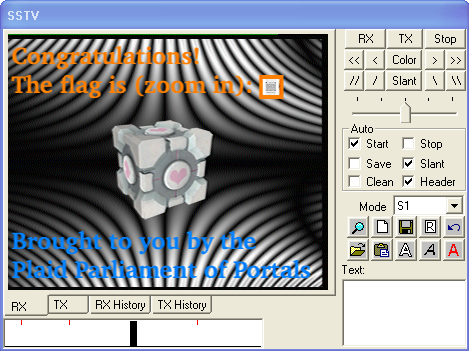 SSTV
Congratulations!
The flag is (zoom in):
Brought to you by the
Plaid Parliament of Portals
RX
TX
RX History
TX History
RX
TX
Stop
<<
<
Color
>
>>
//
/
Slant
\
\\
Auto
Start
Stop
Save
Slant
Clean
Header
Mode
S1
R
A
A
A
Text: